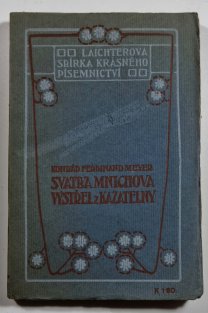 LAICHTEROVA
SBÍRKA KRÁSNÉHO
PÍSEMNICTVÍ
KONRÁD FERDINAND MEYER
SVATBA MNICHOVA
VÝSTŘEL z KAZATELNY
K 1·80.